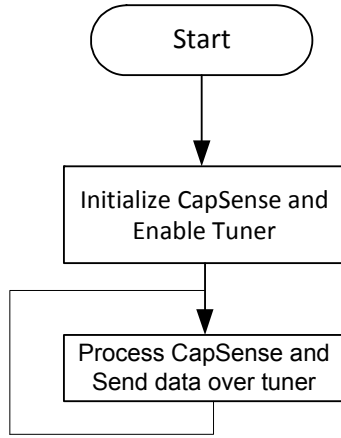 Start
Initialize CapSense and
Enable Tuner
Process CapSense and
Send data over tuner